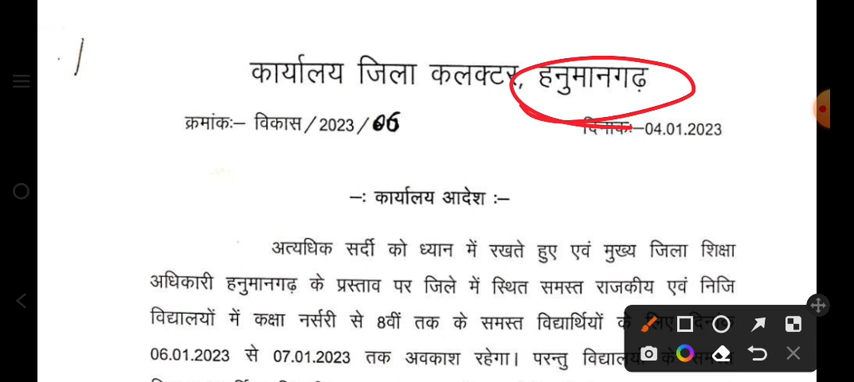 कार्यालय जिला कलक्टर, हनुमानगढ़
क्रमांकः– विकास/2023/06 दिनांकः–04.01.2023
–: कार्यालय आदेश :–
अत्यधिक सर्दी को ध्यान में रखते हुए एवं मुख्य जिला शिक्षा
अधिकारी हनुमानगढ़ के प्रस्ताव पर जिले में स्थित समस्त राजकीय एवं निजि
विद्यालयों में कक्षा नर्सरी से 8वीं तक के समस्त विद्यार्थियों के लिए दिनांक
06.01.2023 से 07.01.2023 तक अवकाश रहेगा। परन्तु